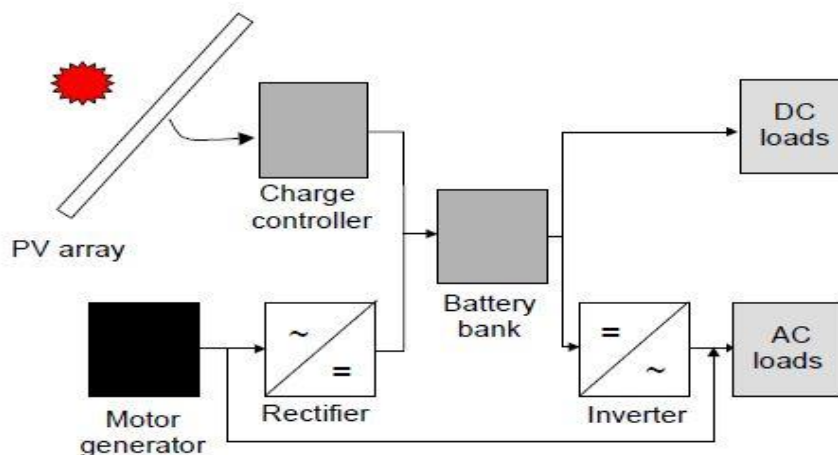 DC
loads
Charge
controller
PV array
Battery
bank
~
=
=
~
AC
loads
Motor
generator
Rectifier
Inverter